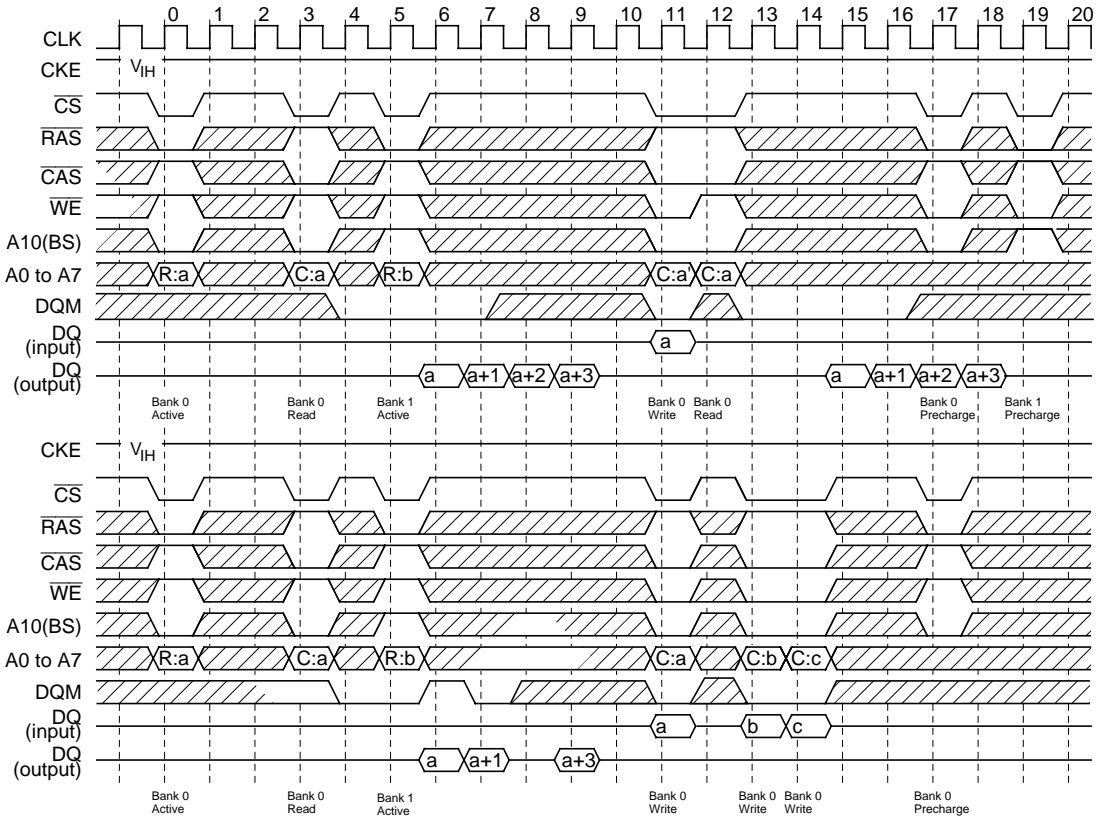 0 1 2 3 4 5 6 7 8 9 10 11 12 13 14 15 16 17 18 19 20
CLK
CKE VIH
CS
RAS
CAS
WE
A10(BS)
A0 to A7 R:a C:a R:b C:a' C:a
DQM
DQ
(input) a
DQ
(output) a a+1 a+2 a+3 a a+1 a+2 a+3
Bank 0 Active Bank 0 Read Bank 1 Active Bank 0 Write Bank 0 Read Bank 0 Precharge Bank 1 Precharge
CKE VIH
CS
RAS
CAS
WE
A10(BS)
A0 to A7 R:a C:a R:b C:a C:b C:c
DQM
DQ
(input) a b c
DQ
(output) a a+1 a+3
Bank 0 Active Bank 0 Read Bank 1 Active Bank 0 Write Bank 0 Write Bank 0 Write Bank 0 Precharge